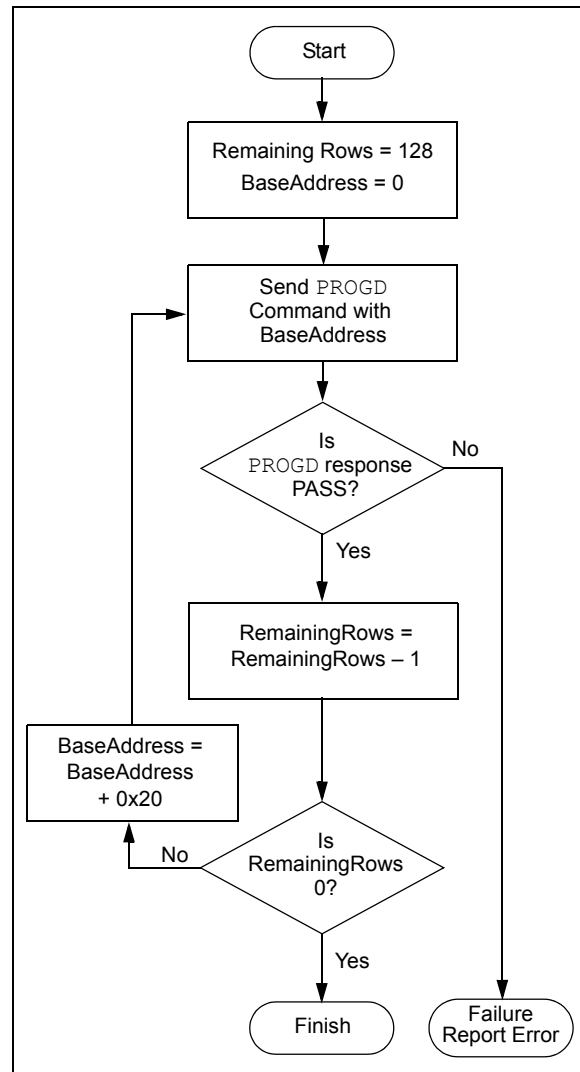 Start
Remaining Rows = 128
BaseAddress = 0
Send PROGD
Command with
BaseAddress
Is
PROGD response
PASS?
No
Yes
RemainingRows =
RemainingRows – 1
BaseAddress =
BaseAddress
+ 0x20
Is
RemainingRows
0?
No
Yes
Finish
Failure
Report Error